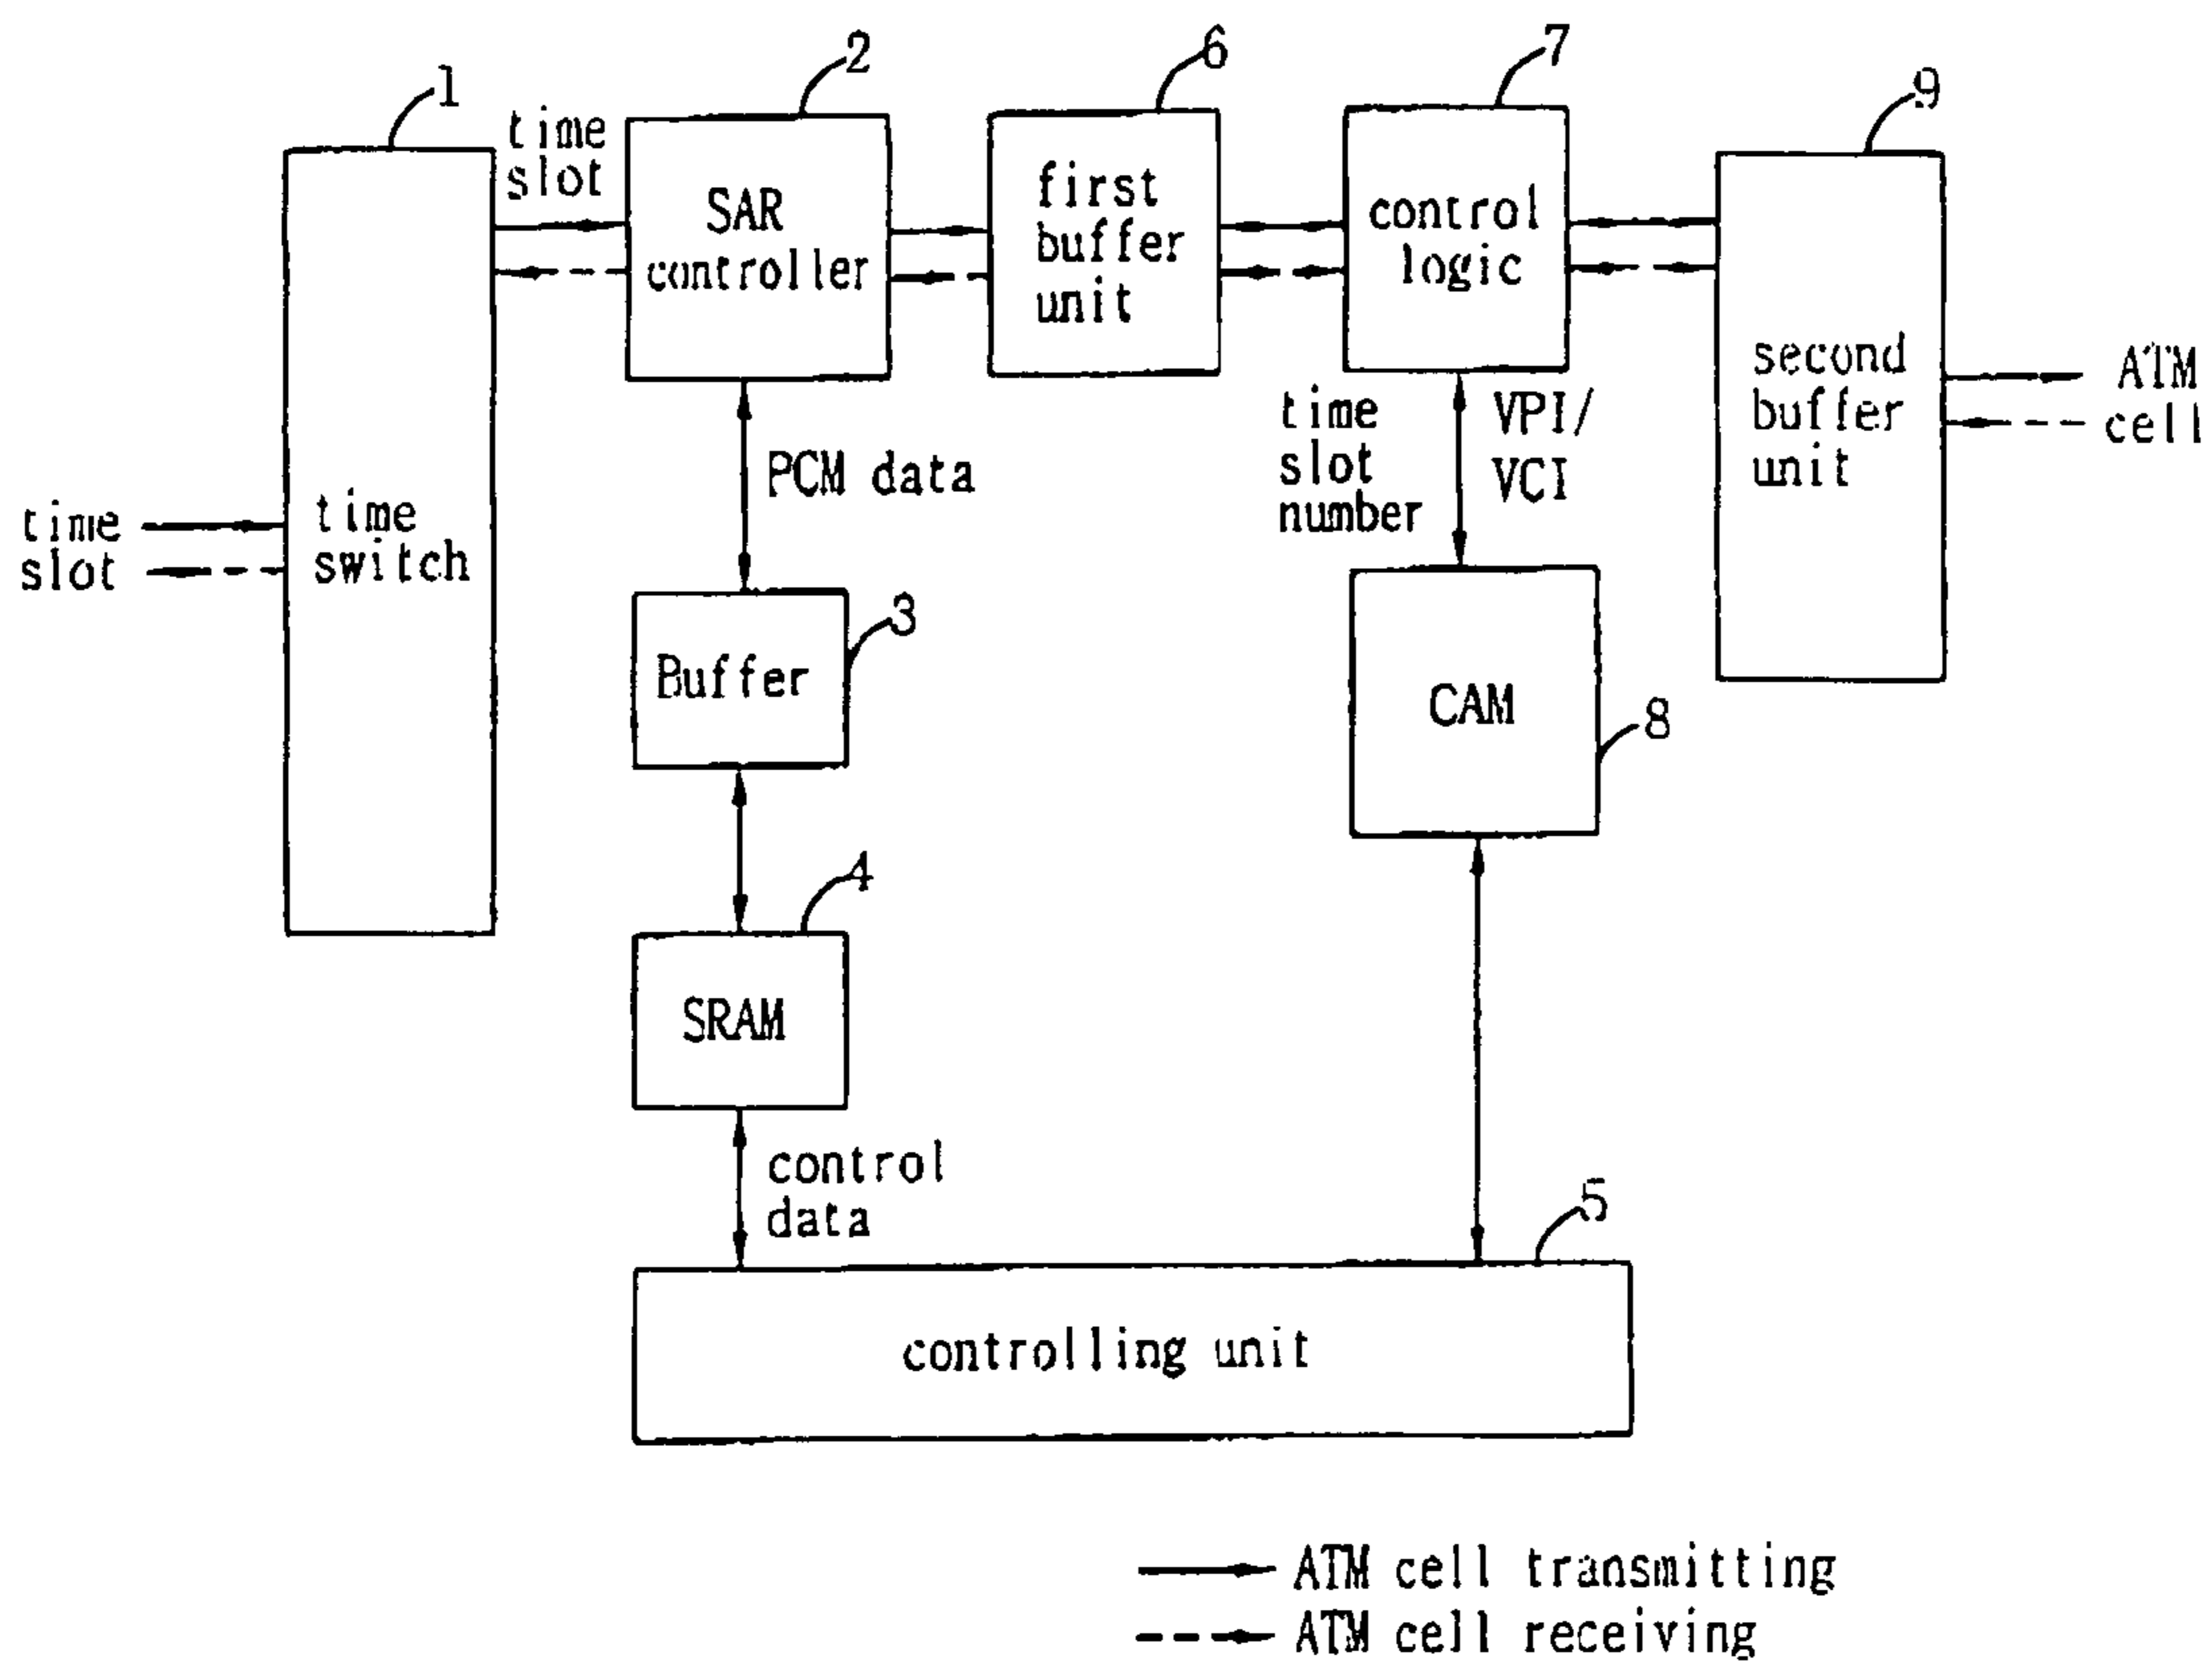 1
2
6
7
9
time
slot
SAR
controller
first
buffer
unit
control
logic
second
buffer
unit
ATM
cell
time
slot
number
VPI/
VCI
PCM data
time
slot
time
switch
Buffer
3
CAM
8
4
SRAM
control
data
5
controlling unit
ATM cell transmitting
ATM cell receiving